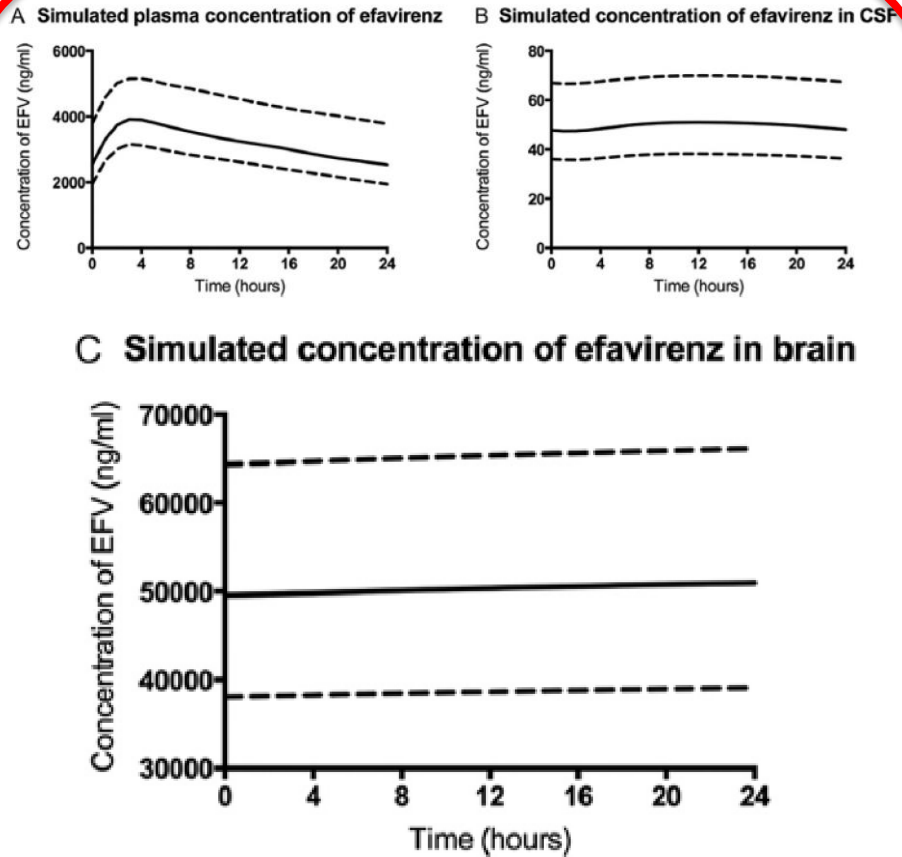 A Simulated plasma concentration of efavirenz
Concentration of EFV (ng/ml)
6000
4000
2000
0
0 4 8 12 16 20 24
Time (hours)
B Simulated concentration of efavirenz in CSF
Concentration of EFV (ng/ml)
80
60
40
20
0
0 4 8 12 16 20 24
Time (hours)
C Simulated concentration of efavirenz in brain
Concentration of EFV (ng/ml)
70000
60000
50000
40000
30000
0 4 8 12 16 20 24
Time (hours)